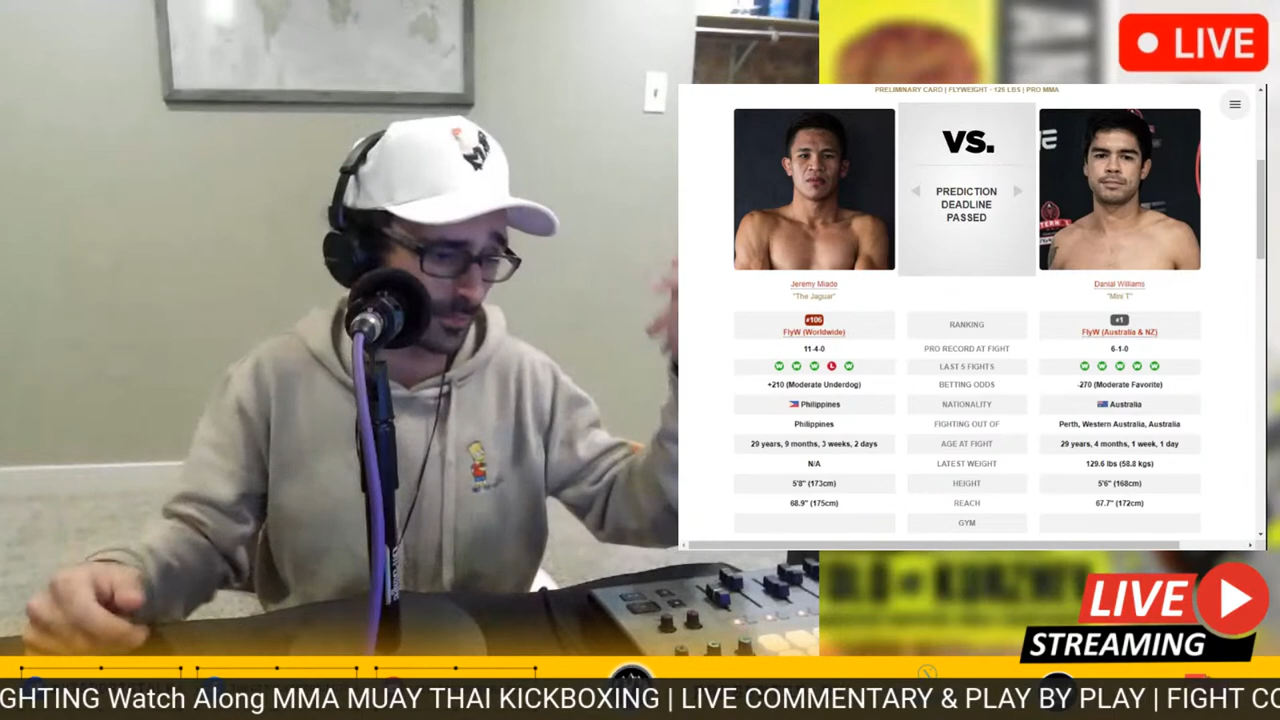 LIVE
PRELIMINARY CARD | FLYWEIGHT · 125 LBS | PRO MMA
VS.
PREDICTION
DEADLINE
PASSED
Jeremy Miado
Danial Williams
"The Jaguar"
"Mini T"
#106
RANKING
#1
FlyW (Worldwide)
FlyW (Australia & NZ)
11-4-0
PRO RECORD AT FIGHT
6-1-0
W W W L W
LAST 5 FIGHTS
W W W W W
+210 (Moderate Underdog)
BETTING ODDS
-270 (Moderate Favorite)
Philippines
NATIONALITY
Australia
Philippines
FIGHTING OUT OF
Perth, Western Australia, Australia
29 years, 9 months, 3 weeks, 2 days
AGE AT FIGHT
29 years, 4 months, 1 week, 1 day
N/A
LATEST WEIGHT
129.6 lbs (58.8 kgs)
5'8" (173cm)
HEIGHT
5'6" (168cm)
68.9" (175cm)
REACH
67.7" (172cm)
GYM
LIVE
STREAMING
GHTING Watch Along MMA MUAY THAI KICKBOXING | LIVE COMMENTARY & PLAY BY PLAY | FIGHT CO